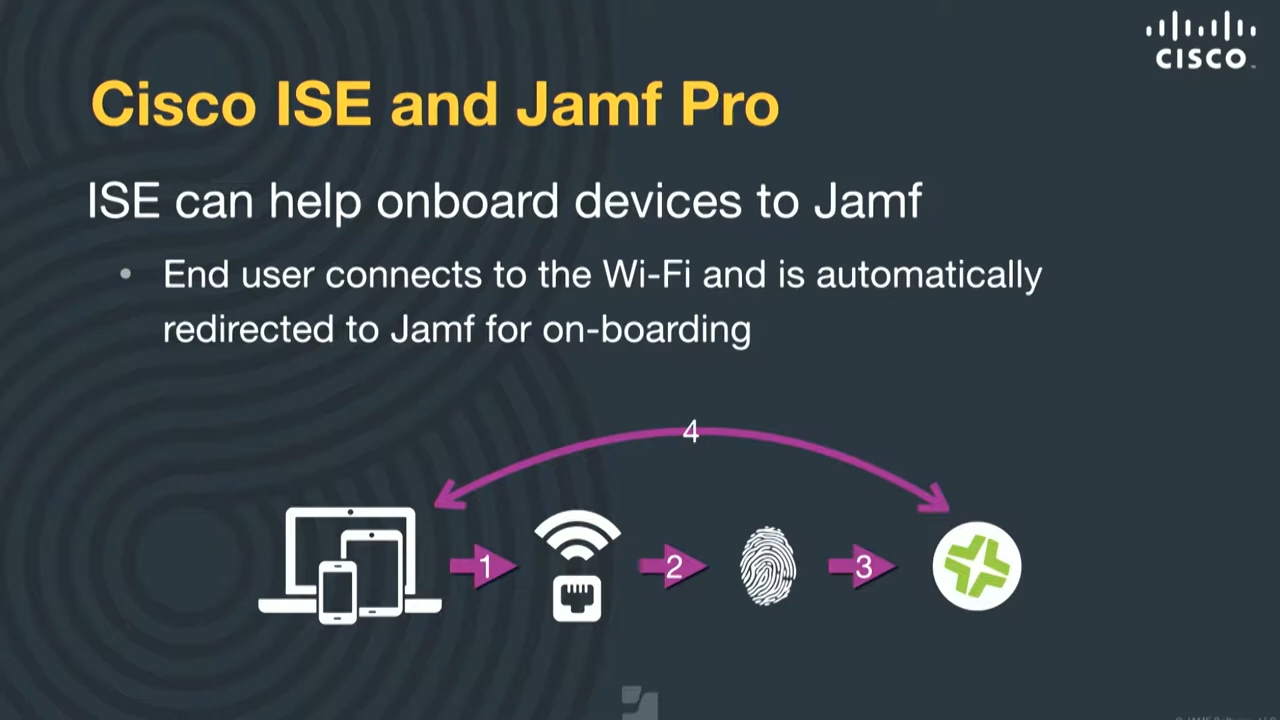 CISCO
Cisco ISE and Jamf Pro
ISE can help onboard devices to Jamf
• End user connects to the Wi-Fi and is automatically
redirected to Jamf for on-boarding
4
1 2 3